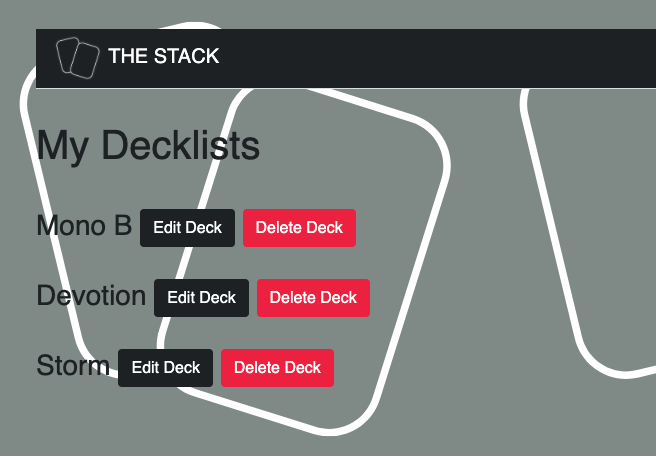 THE STACK
My Decklists
Mono B Edit Deck Delete Deck
Devotion Edit Deck Delete Deck
Storm Edit Deck Delete Deck